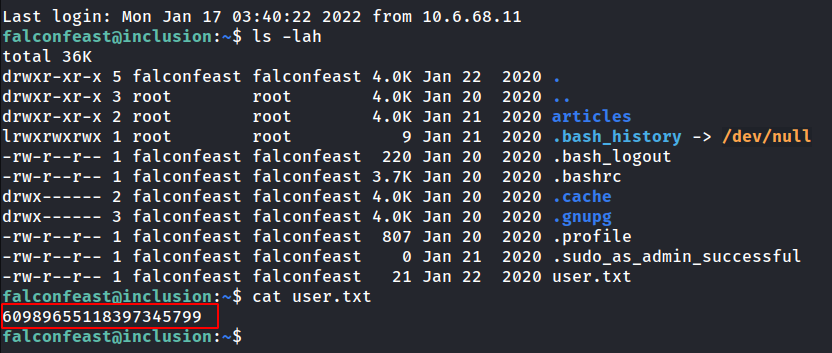 Last login: Mon Jan 17 03:40:22 2022 from 10.6.68.11
falconfeast@inclusion:~$ ls -lah
total 36K
drwxr-xr-x 5 falconfeast falconfeast 4.0K Jan 22  2020 .
drwxr-xr-x 3 root        root        4.0K Jan 20  2020 ..
drwxr-xr-x 2 root        root        4.0K Jan 21  2020 articles
lrwxrwxrwx 1 root        root           9 Jan 21  2020 .bash_history -> /dev/null
-rw-r--r-- 1 falconfeast falconfeast  220 Jan 20  2020 .bash_logout
-rw-r--r-- 1 falconfeast falconfeast 3.7K Jan 20  2020 .bashrc
drwx------ 2 falconfeast falconfeast 4.0K Jan 20  2020 .cache
drwx------ 3 falconfeast falconfeast 4.0K Jan 20  2020 .gnupg
-rw-r--r-- 1 falconfeast falconfeast  807 Jan 20  2020 .profile
-rw-r--r-- 1 falconfeast falconfeast    0 Jan 21  2020 .sudo_as_admin_successful
-rw-r--r-- 1 falconfeast falconfeast   21 Jan 22  2020 user.txt
falconfeast@inclusion:~$ cat user.txt
60989655118397345799
falconfeast@inclusion:~$